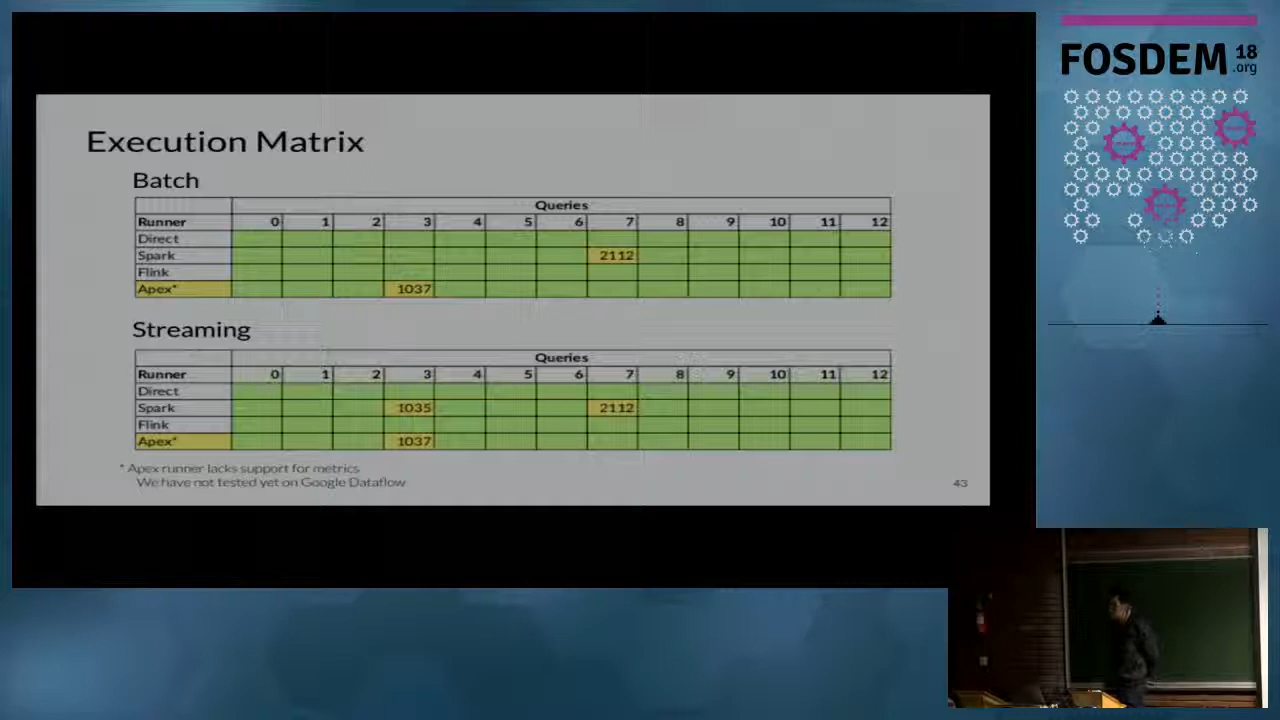 FOSDEM 18
.org
Execution Matrix
Batch
Queries
Runner 0 1 2 3 4 5 6 7 8 9 10 11 12
Direct
Spark 2112
Flink
Apex* 1037
Streaming
Queries
Runner 0 1 2 3 4 5 6 7 8 9 10 11 12
Direct
Spark 1035 2112
Flink
Apex* 1037
* Apex runner lacks support for metrics
We have not tested yet on Google Dataflow
43